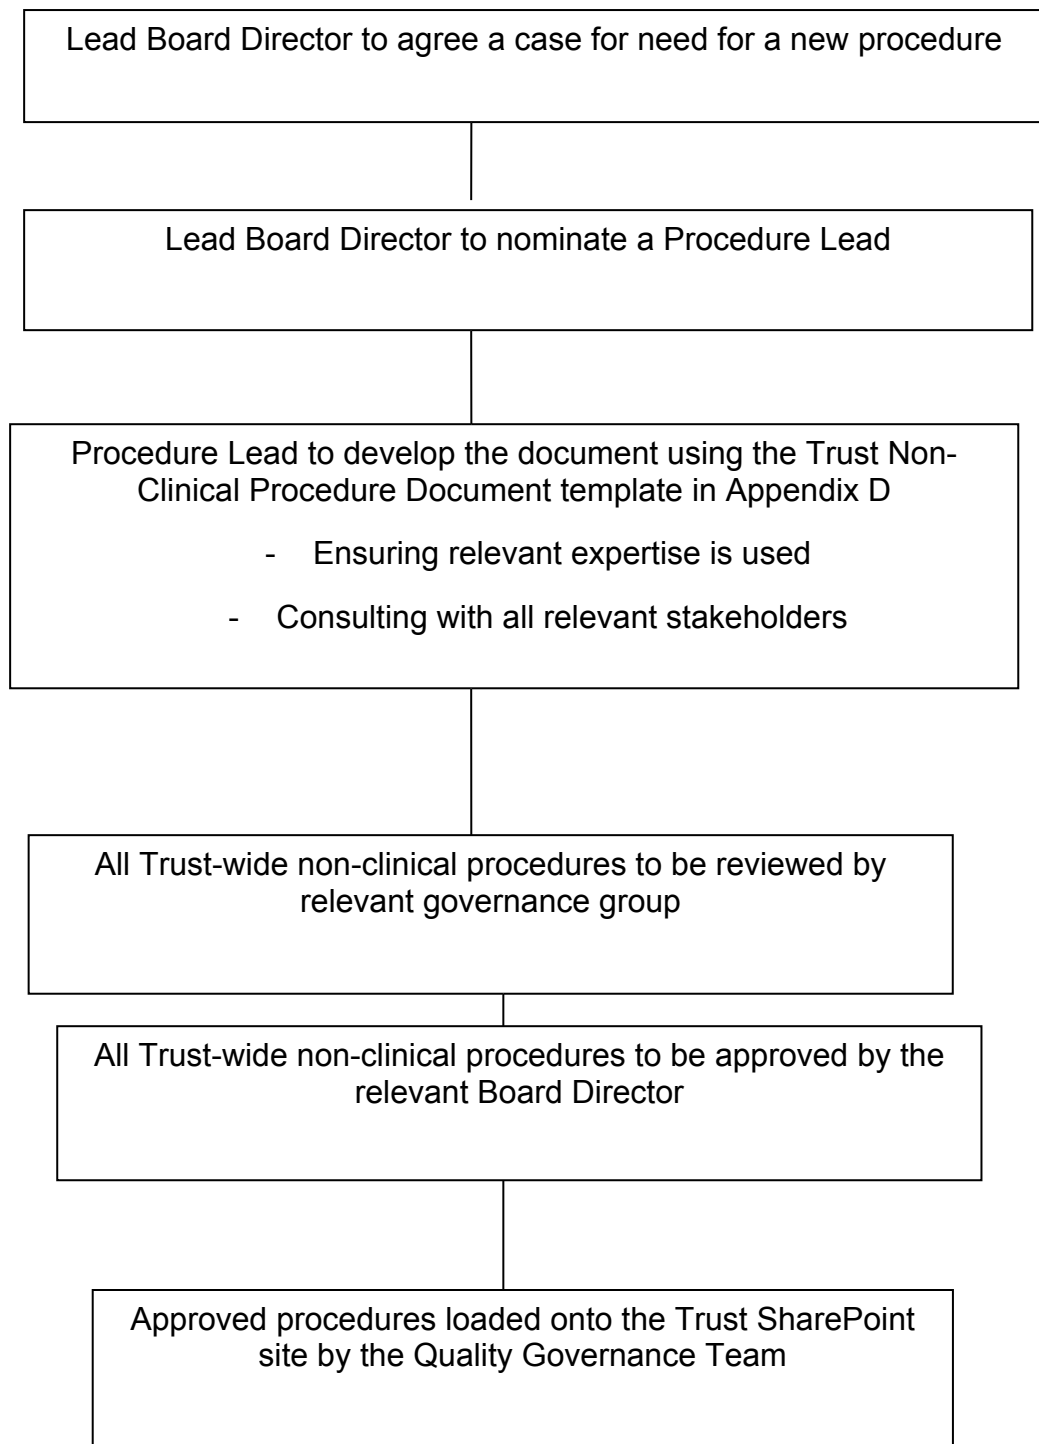 Lead Board Director to agree a case for need for a new procedure
Lead Board Director to nominate a Procedure Lead
Procedure Lead to develop the document using the Trust Non-
Clinical Procedure Document template in Appendix D
- Ensuring relevant expertise is used
- Consulting with all relevant stakeholders
All Trust-wide non-clinical procedures to be reviewed by
relevant governance group
All Trust-wide non-clinical procedures to be approved by the
relevant Board Director
Approved procedures loaded onto the Trust SharePoint
site by the Quality Governance Team